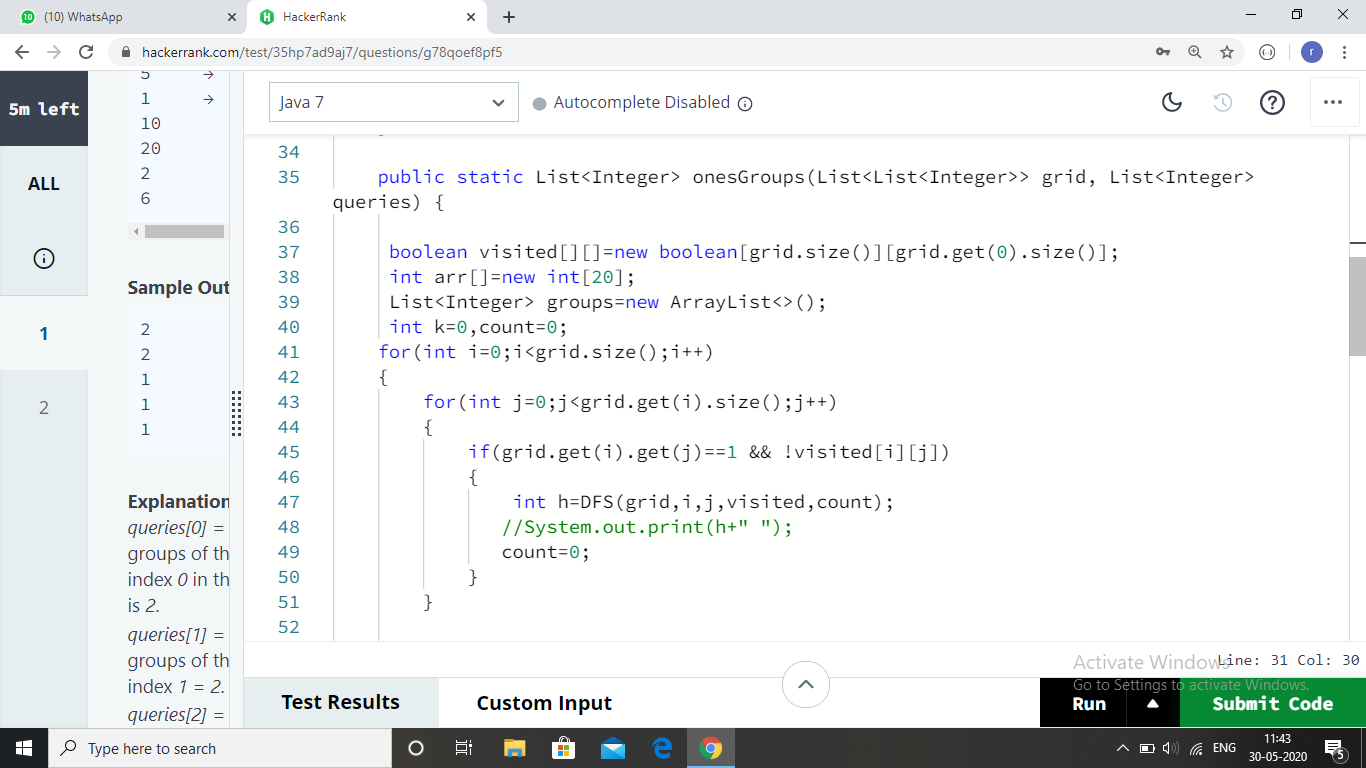 (10) WhatsApp
HackerRank
hackerrank.com/test/35hp7ad9aj7/questions/g78qoef8pf5
5m left
ALL
1
2
5 →
1 →
10
20
2
6
Sample Out
2
2
1
1
1
Explanation
queries[0] =
groups of th
index 0 in th
is 2.
queries[1] =
groups of th
index 1 = 2.
queries[2] =
Java 7
Autocomplete Disabled
34
35 public static List<Integer> onesGroups(List<List<Integer>> grid, List<Integer>
queries) {
36
37 boolean visited[][]=new boolean[grid.size()][grid.get(0).size()];
38 int arr[]=new int[20];
39 List<Integer> groups=new ArrayList<>();
40 int k=0,count=0;
41 for(int i=0;i<grid.size();i++)
42 {
43 for(int j=0;j<grid.get(i).size();j++)
44 {
45 if(grid.get(i).get(j)==1 && !visited[i][j])
46 {
47 int h=DFS(grid,i,j,visited,count);
48 //System.out.print(h+" ");
49 count=0;
50 }
51 }
52
Activate Windows
Line: 31 Col: 30
Go to Settings to activate Windows.
Test Results
Custom Input
Run
Submit Code
Type here to search
ENG
11:43
30-05-2020
5